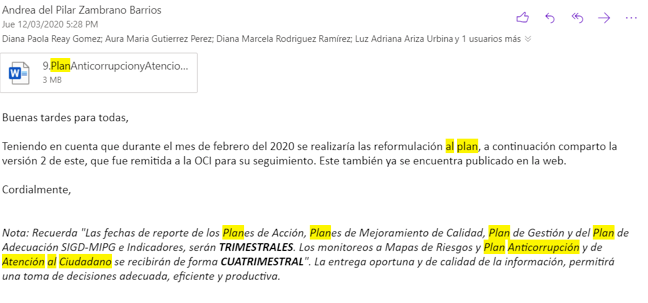 Andrea del Pilar Zambrano Barrios
Jue 12/03/2020 5:28 PM
Diana Paola Reay Gomez; Aura Maria Gutierrez Perez; Diana Marcela Rodriguez Ramírez; Luz Adriana Ariza Urbina y 1 usuarios más
9.PlanAnticorrupcionyAtencio...
3 MB
Buenas tardes para todas,
Teniendo en cuenta que durante el mes de febrero del 2020 se realizaría las reformulación al plan, a continuación comparto la
versión 2 de este, que fue remitida a la OCI para su seguimiento. Este también ya se encuentra publicado en la web.
Cordialmente,
Nota: Recuerda "Las fechas de reporte de los Planes de Acción, Planes de Mejoramiento de Calidad, Plan de Gestión y del Plan de
Adecuación SIGD-MIPG e Indicadores, serán TRIMESTRALES. Los monitoreos a Mapas de Riesgos y Plan Anticorrupción y de
Atención al Ciudadano se recibirán de forma CUATRIMESTRAL". La entrega oportuna y de calidad de la información, permitirá
una toma de decisiones adecuada, eficiente y productiva.